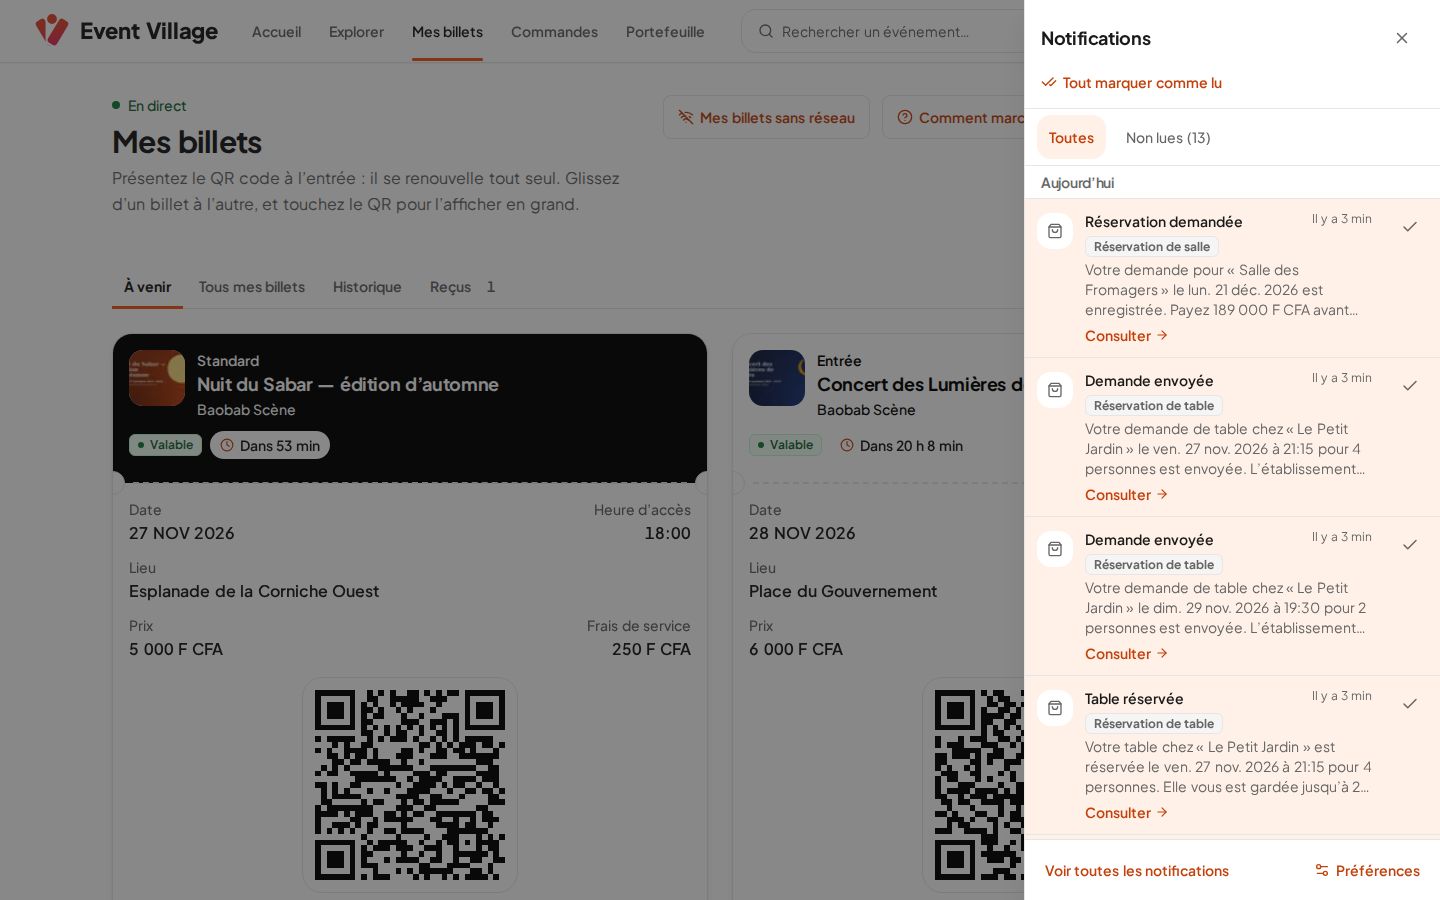 Event Village
Accueil
Explorer
Mes billets
Commandes
Portefeuille
Rechercher un événement...
En direct
Mes billets
Présentez le QR code à l'entrée : il se renouvelle tout seul. Glissez
d'un billet à l'autre, et touchez le QR pour l'afficher en grand.
Mes billets sans réseau
Comment marc
À venir
Tous mes billets
Historique
Reçus 1
Standard
Nuit du Sabar — édition d'automne
Baobab Scène
Valable
Dans 53 min
Date
Heure d'accès
27 NOV 2026
18:00
Lieu
Esplanade de la Corniche Ouest
Prix
Frais de service
5 000 F CFA
250 F CFA
Entrée
Concert des Lumières d
Baobab Scène
Valable
Dans 20 h 8 min
Date
28 NOV 2026
Lieu
Place du Gouvernement
Prix
6 000 F CFA
Notifications
Tout marquer comme lu
Toutes
Non lues (13)
Aujourd'hui
Réservation demandée
Il y a 3 min
Réservation de salle
Votre demande pour « Salle des
Fromagers » le lun. 21 déc. 2026 est
enregistrée. Payez 189 000 F CFA avant...
Consulter
Demande envoyée
Il y a 3 min
Réservation de table
Votre demande de table chez « Le Petit
Jardin » le ven. 27 nov. 2026 à 21:15 pour 4
personnes est envoyée. L'établissement...
Consulter
Demande envoyée
Il y a 3 min
Réservation de table
Votre demande de table chez « Le Petit
Jardin » le dim. 29 nov. 2026 à 19:30 pour 2
personnes est envoyée. L'établissement...
Consulter
Table réservée
Il y a 3 min
Réservation de table
Votre table chez « Le Petit Jardin » est
réservée le ven. 27 nov. 2026 à 21:15 pour 4
personnes. Elle vous est gardée jusqu'à 2...
Consulter
Voir toutes les notifications
Préférences